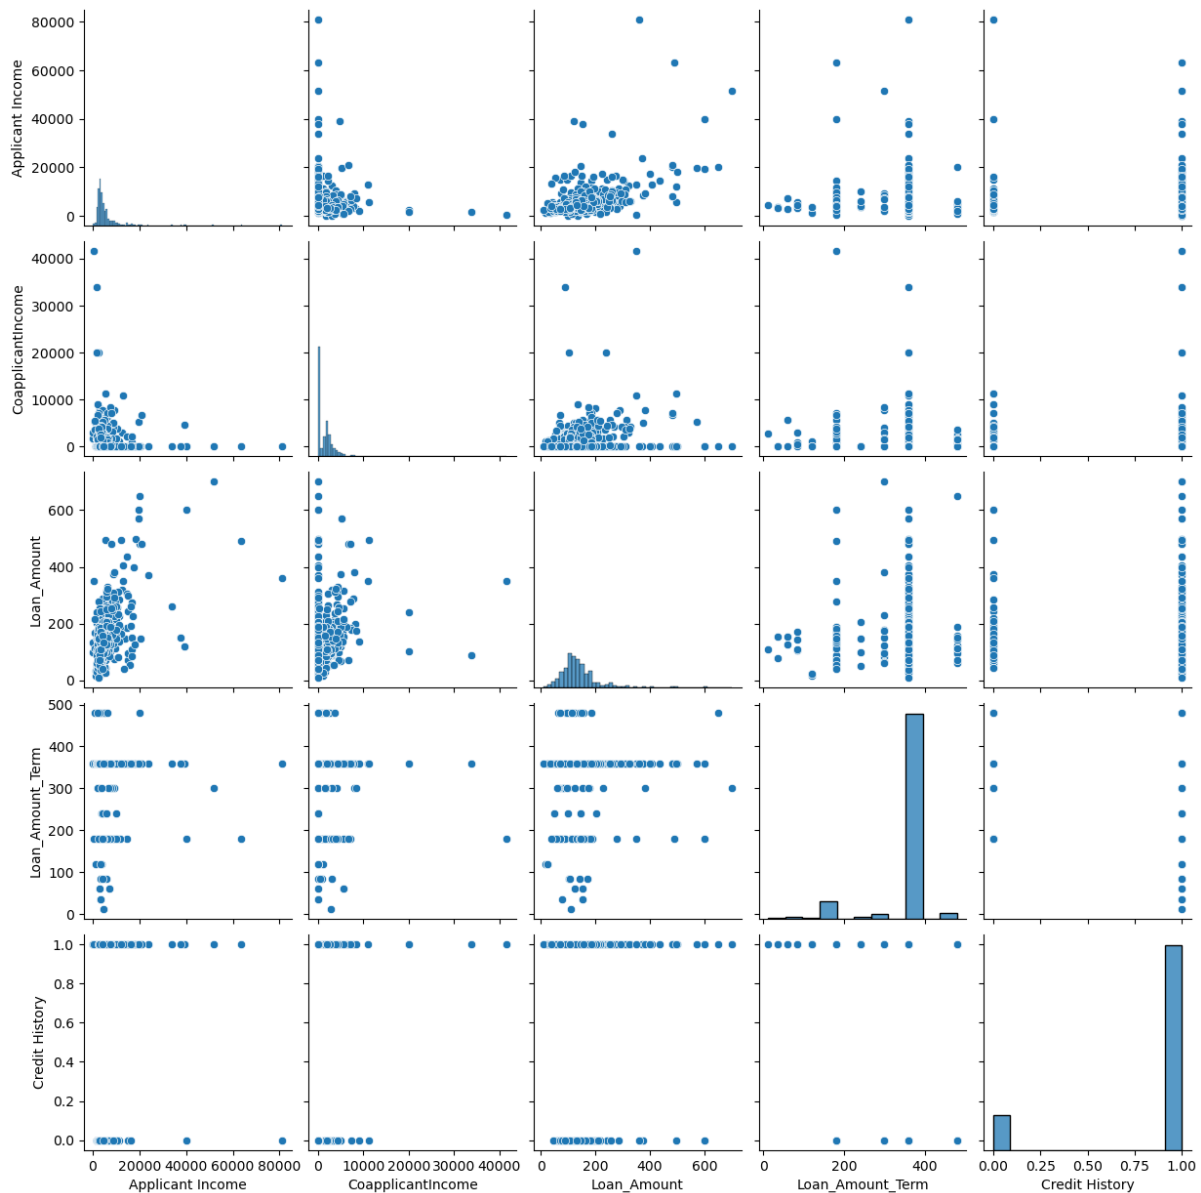 80000
60000
40000
20000
0
Applicant Income
40000
30000
20000
10000
0
CoapplicantIncome
600
400
200
0
Loan_Amount
500
400
300
200
100
0
Loan_Amount_Term
1.0
0.8
0.6
0.4
0.2
0.0
Credit History
0 20000 40000 60000 80000
Applicant Income
0 10000 20000 30000 40000
CoapplicantIncome
0 200 400 600
Loan_Amount
0 200 400
Loan_Amount_Term
0.00 0.25 0.50 0.75 1.00
Credit History